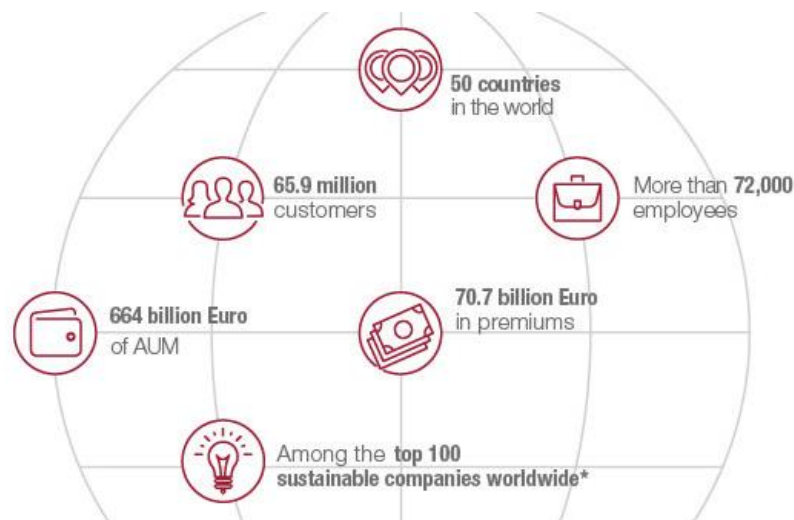 50 countries
in the world
65.9 million
customers
More than 72,000
employees
664 billion Euro
of AUM
70.7 billion Euro
in premiums
Among the top 100
sustainable companies worldwide*